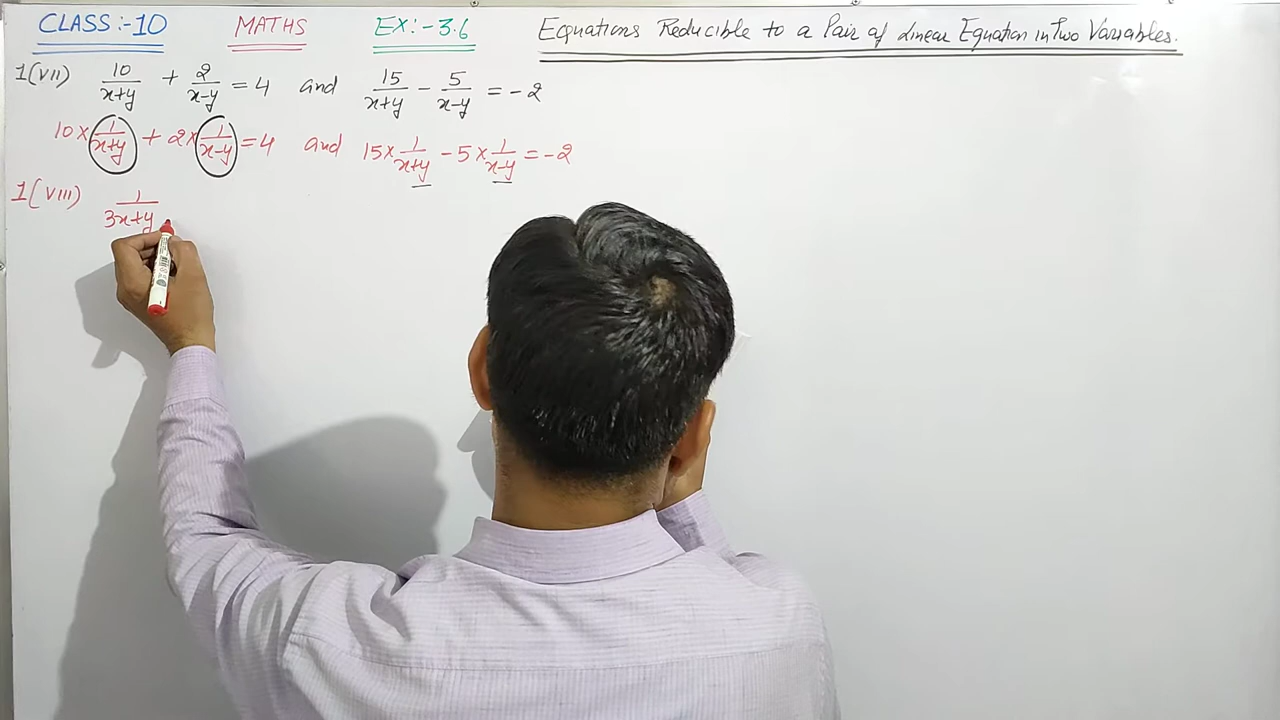 CLASS :- 10 MATHS EX:- 3.6 Equations Reducible to a Pair of Linear Equation in Two Variables.
1(VII) 10/(x+y) + 2/(x-y) = 4 and 15/(x+y) - 5/(x-y) = -2
10 × 1/(x+y) + 2 × 1/(x-y) = 4 and 15 × 1/(x+y) - 5 × 1/(x-y) = -2
1(VIII) 1/(3x+y)